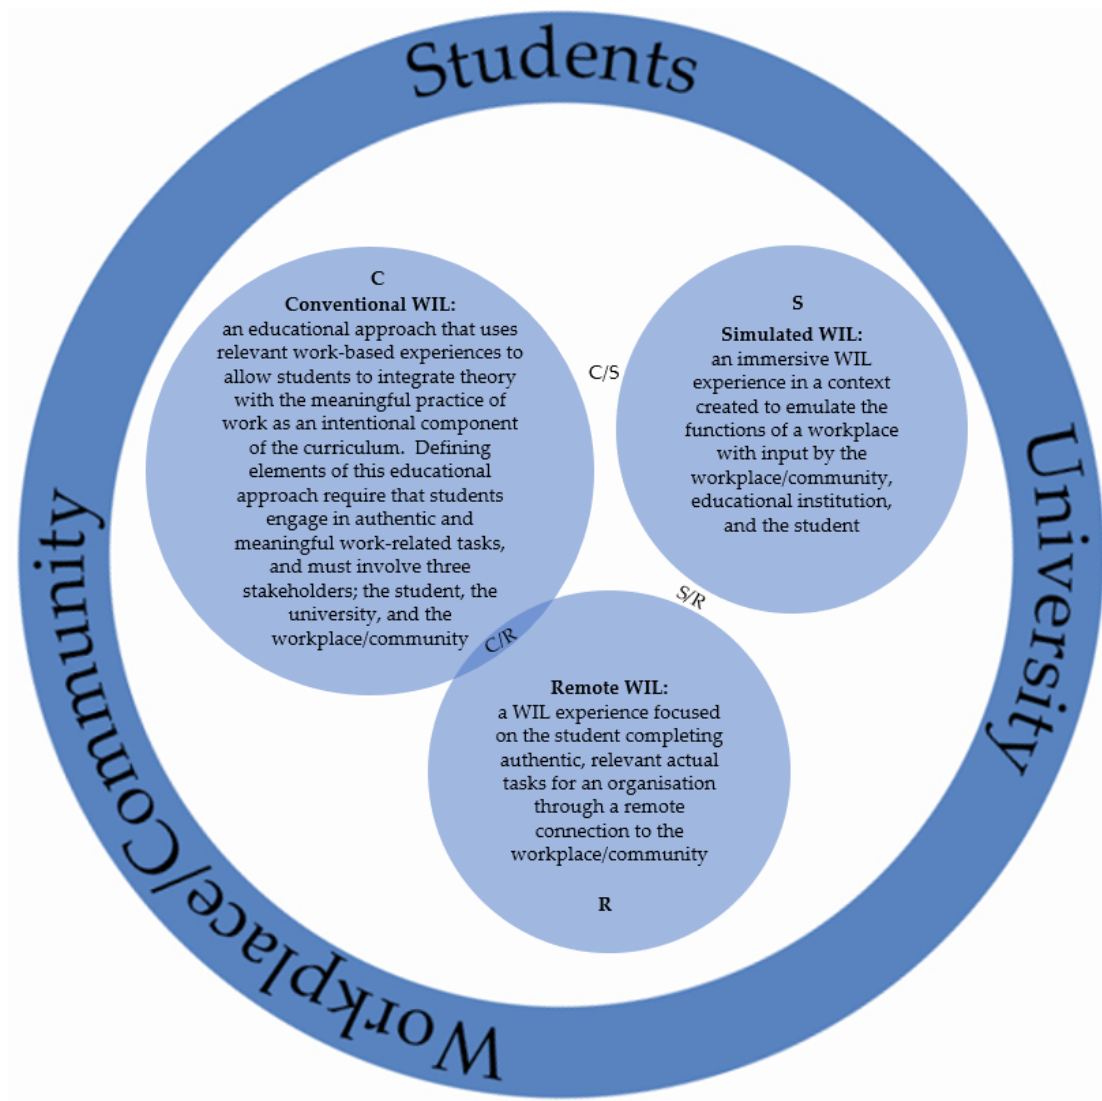 Students
C
Conventional WIL:
an educational approach that uses
relevant work-based experiences to
allow students to integrate theory
with the meaningful practice of
work as an intentional component
of the curriculum.  Defining
elements of this educational
approach require that students
engage in authentic and
meaningful work-related tasks,
and must involve three
stakeholders; the student, the
university, and the
workplace/community
C/S
S
Simulated WIL:
an immersive WIL
experience in a context
created to emulate the
functions of a workplace
with input by the
workplace/community,
educational institution,
and the student
S/R
C/R
Remote WIL:
a WIL experience focused
on the student completing
authentic, relevant actual
tasks for an organisation
through a remote
connection to the
workplace/community
R
University
Workplace/Community